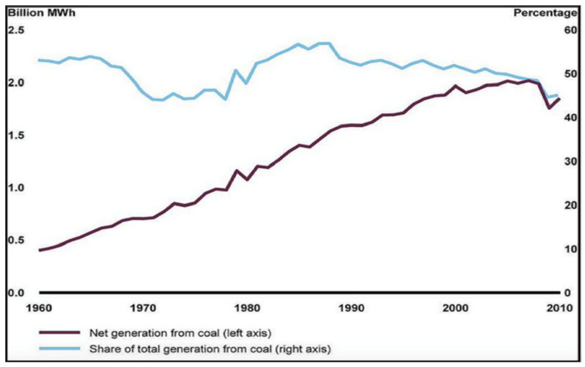 Billion MWh Percentage
2.5 60
2.0 50
1.5 40
1.0 30
0.5 20
0.0 10
0
1960 1970 1980 1990 2000 2010
Net generation from coal (left axis)
Share of total generation from coal (right axis)